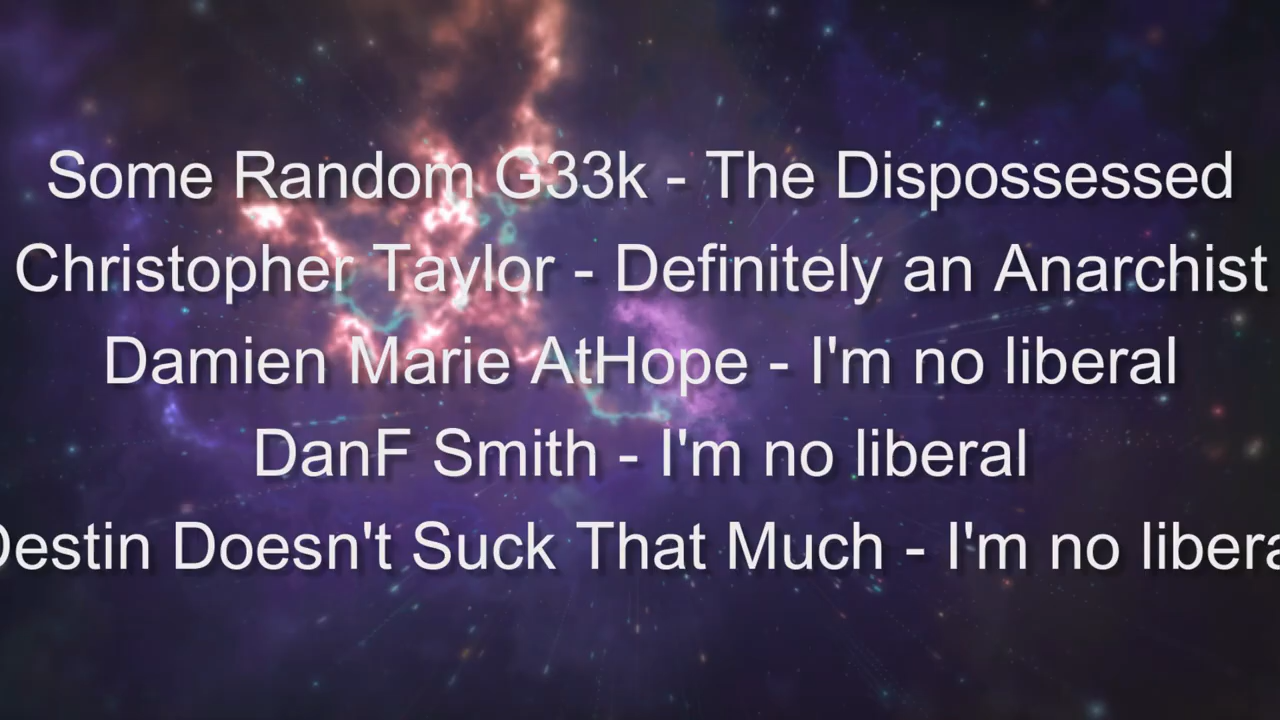 Some Random G33k - The Dispossessed
Christopher Taylor - Definitely an Anarchist
Damien Marie AtHope - I'm no liberal
DanF Smith - I'm no liberal
Destin Doesn't Suck That Much - I'm no libera